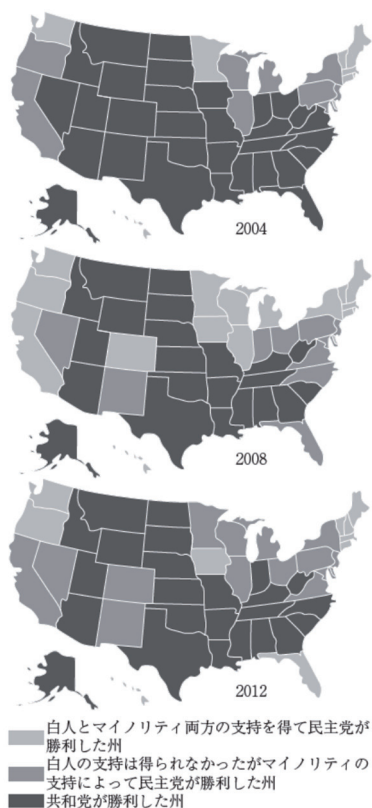 2004
2008
2012
白人とマイノリティ両方の支持を得て民主党が
勝利した州
白人の支持は得られなかったがマイノリティの
支持によって民主党が勝利した州
共和党が勝利した州